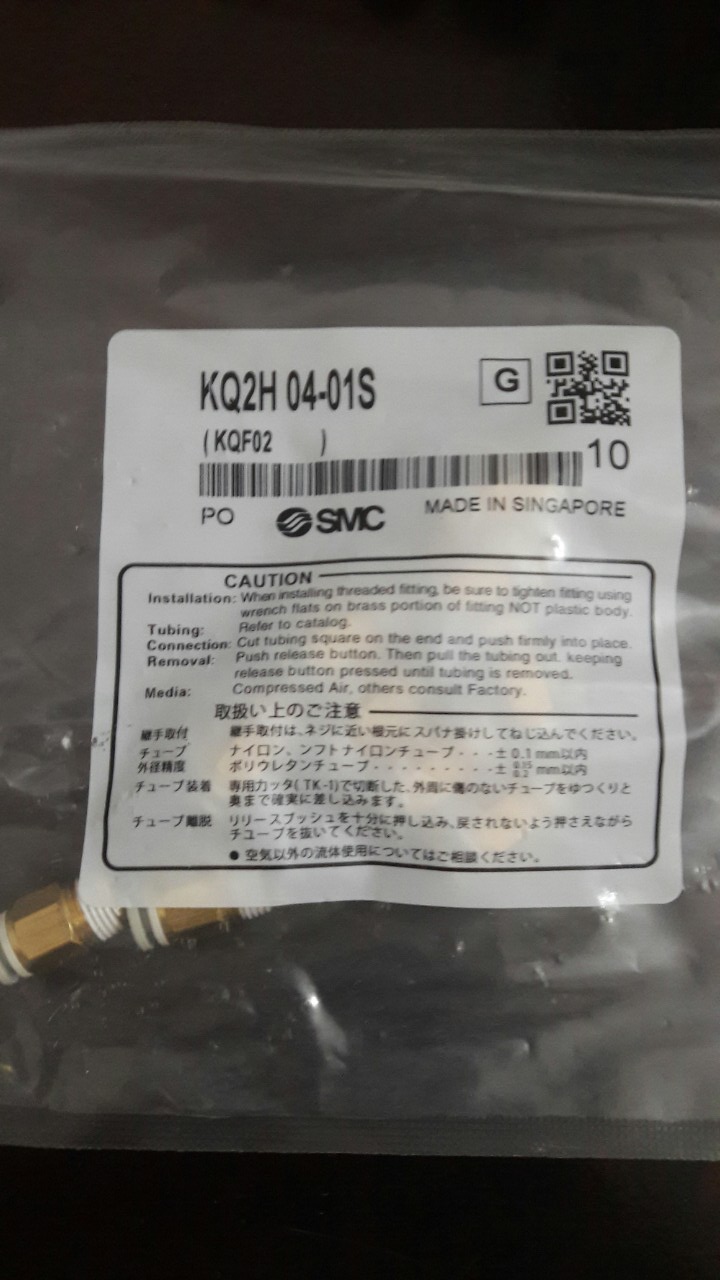 KQ2H 04-01S
G
(KQF02 )
10
PO SMC MADE IN SINGAPORE
CAUTION
Installation: When installing threaded fitting, be sure to tighten fitting using
wrench flats on brass portion of fitting NOT plastic body.
Tubing: Refer to catalog.
Connection: Cut tubing square on the end and push firmly into place.
Removal: Push release button. Then pull the tubing out, keeping
release button pressed until tubing is removed.
Media: Compressed Air, others consult Factory.
取扱い上のご注意
継手取付 継手取付は、ネジに近い根元にスパナ掛けしてねじ込んでください。
チューブ ナイロン、ソフトナイロンチューブ・・・± 0.1 mm以内
外径精度 ポリウレタンチューブ・・・・・・・・・± 0.15 0.2 mm以内
チューブ装着 専用カッタ(TK-1)で切断した、外面に傷のないチューブをゆつくりと
奥まで確実に差し込みます。
チューブ離脱 リリースブッシュを十分に押し込み、戻されないよう押さえながら
チューブを抜いてください。
● 空気以外の流体使用についてはご相談ください。